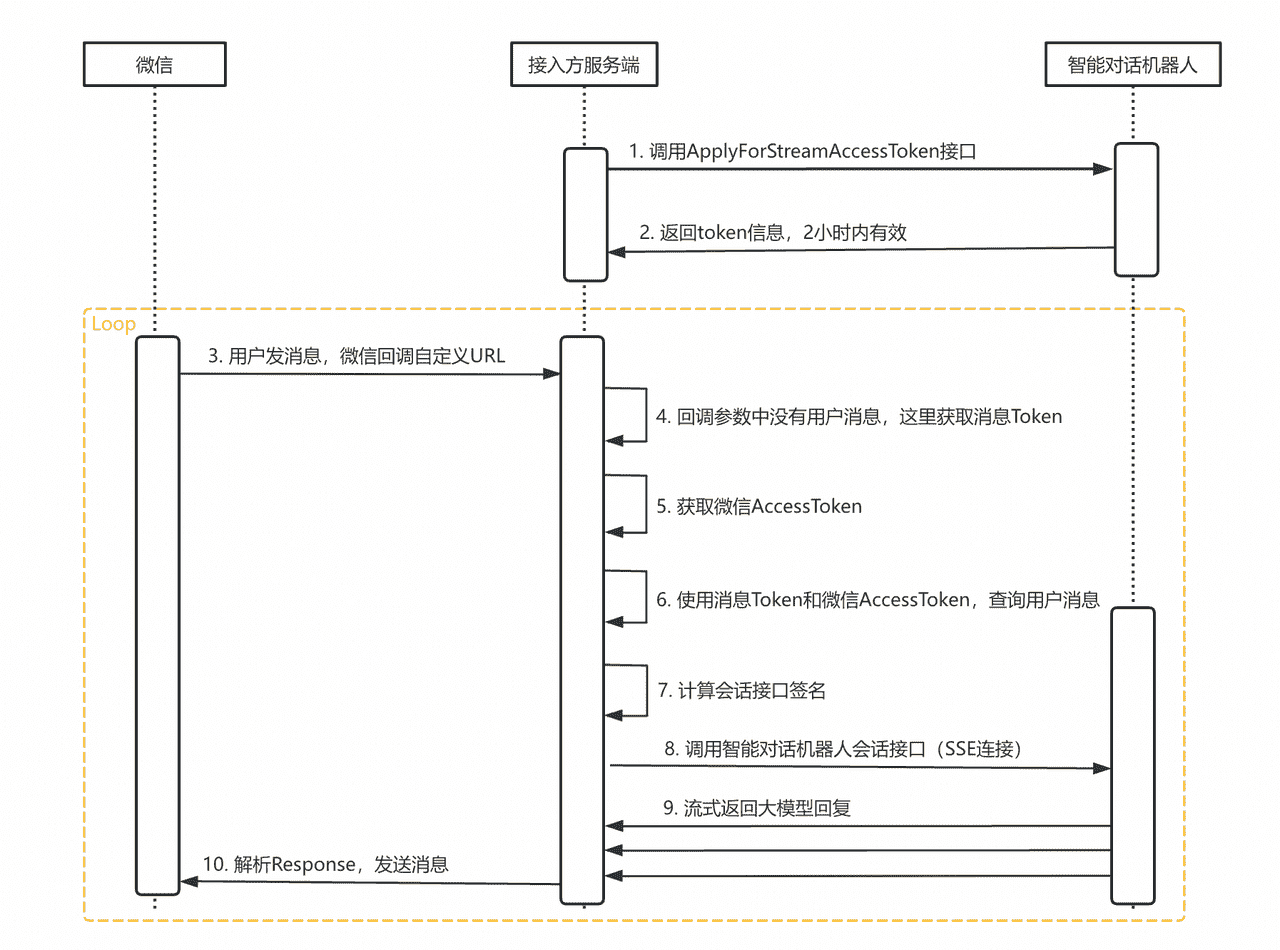 微信
接入方服务端
智能对话机器人
1. 调用ApplyForStreamAccessToken接口
2. 返回token信息，2小时内有效
Loop
3. 用户发消息，微信回调自定义URL
4. 回调参数中没有用户消息，这里获取消息Token
5. 获取微信AccessToken
6. 使用消息Token和微信AccessToken，查询用户消息
7. 计算会话接口签名
8. 调用智能对话机器人会话接口（SSE连接）
9. 流式返回大模型回复
10. 解析Response，发送消息